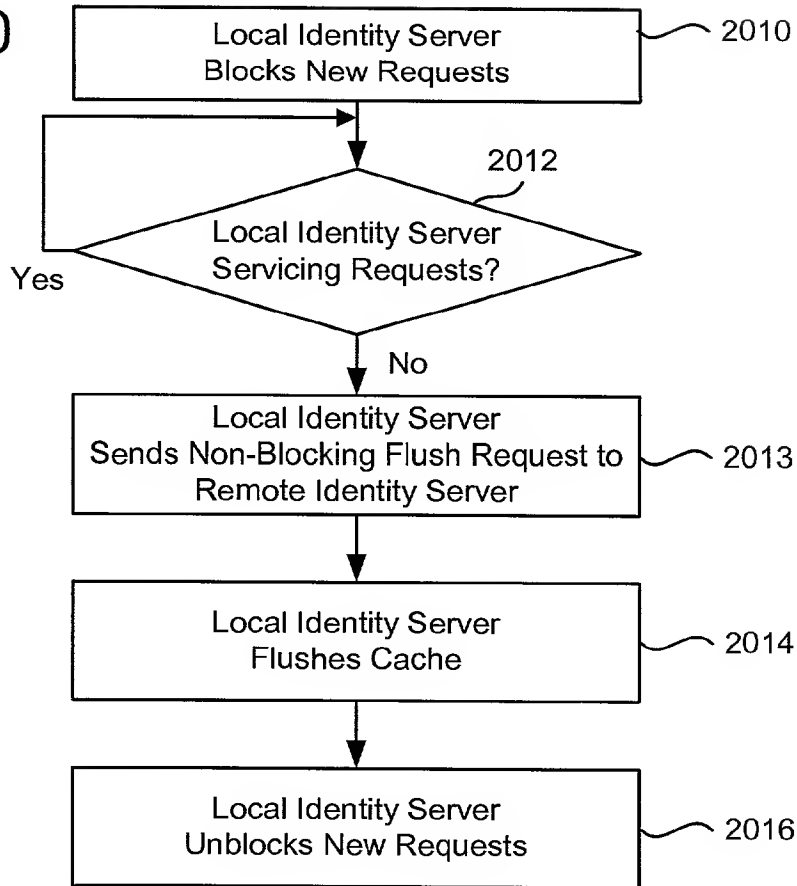 Local Identity Server
Blocks New Requests
2010
2012
Local Identity Server
Servicing Requests?
Yes
No
Local Identity Server
Sends Non-Blocking Flush Request to
Remote Identity Server
2013
Local Identity Server
Flushes Cache
2014
Local Identity Server
Unblocks New Requests
2016